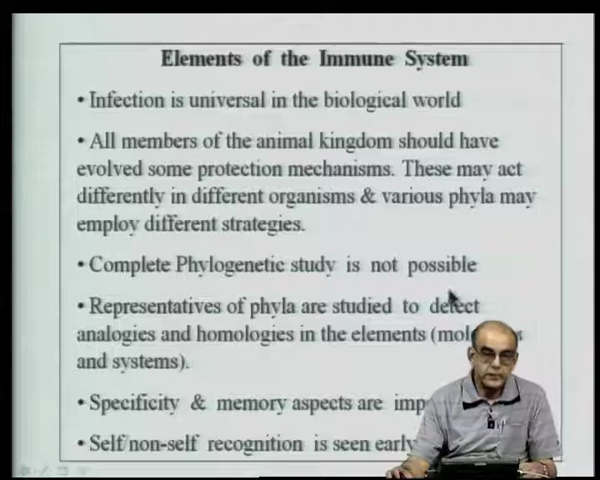 Elements of the Immune System
• Infection is universal in the biological world
• All members of the animal kingdom should have
evolved some protection mechanisms. These may act
differently in different organisms & various phyla may
employ different strategies.
• Complete Phylogenetic study is not possible
• Representatives of phyla are studied to detect
analogies and homologies in the elements
and systems).
• Specificity & memory aspects are
• Self/non-self recognition is seen early